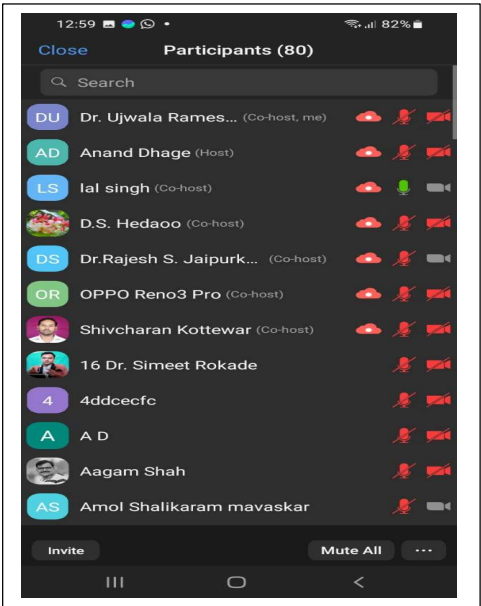 12:59 82%
Close Participants (80)
Search
DU Dr. Ujwala Rames... (Co-host, me)
AD Anand Dhage (Host)
LS lal singh (Co-host)
D.S. Hedaoo (Co-host)
DS Dr.Rajesh S. Jaipurk... (Co-host)
OR OPPO Reno3 Pro (Co-host)
Shivcharan Kottewar (Co-host)
16 Dr. Simeet Rokade
4 4ddcecfc
A A D
Aagam Shah
AS Amol Shalikaram mavaskar
Invite Mute All ...